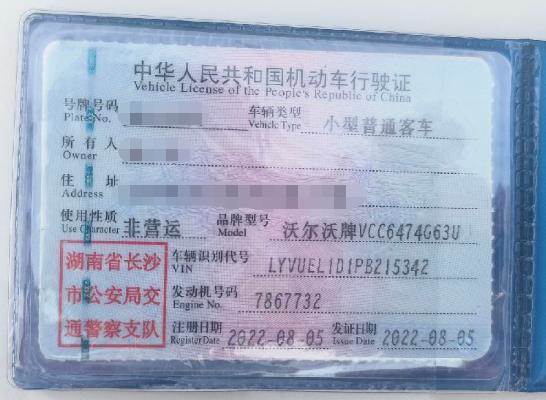 中华人民共和国机动车行驶证
Vehicle License of the People's Republic of China
号牌号码 车辆类型 小型普通客车
Plate No. Vehicle Type
所有人
Owner
住址
Address
使用性质 非营运 品牌型号 沃尔沃牌VCC6474G63U
Use Character Model
湖南省长沙
市公安局交
通警察支队
车辆识别代号 LYVUEL1D1PB215342
VIN
发动机号码 7867732
Engine No.
注册日期 2022-08-05 发证日期 2022-08-05
Register Date Issue Date